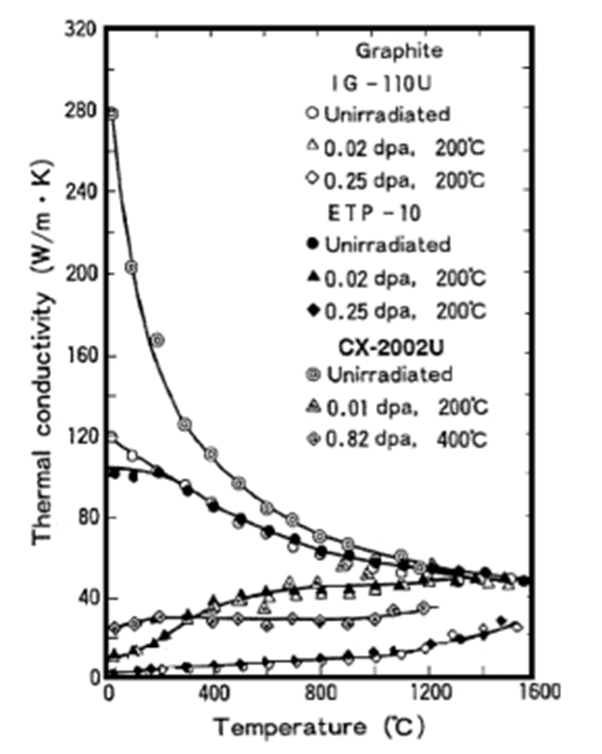 320
280
240
200
160
120
80
40
0
Thermal conductivity (W/m・K)
Graphite
IG-110U
Unirradiated
0.02 dpa, 200℃
0.25 dpa, 200℃
ETP-10
Unirradiated
0.02 dpa, 200℃
0.25 dpa, 200℃
CX-2002U
Unirradiated
0.01 dpa, 200℃
0.82 dpa, 400℃
0 400 800 1200 1600
Temperature (℃)